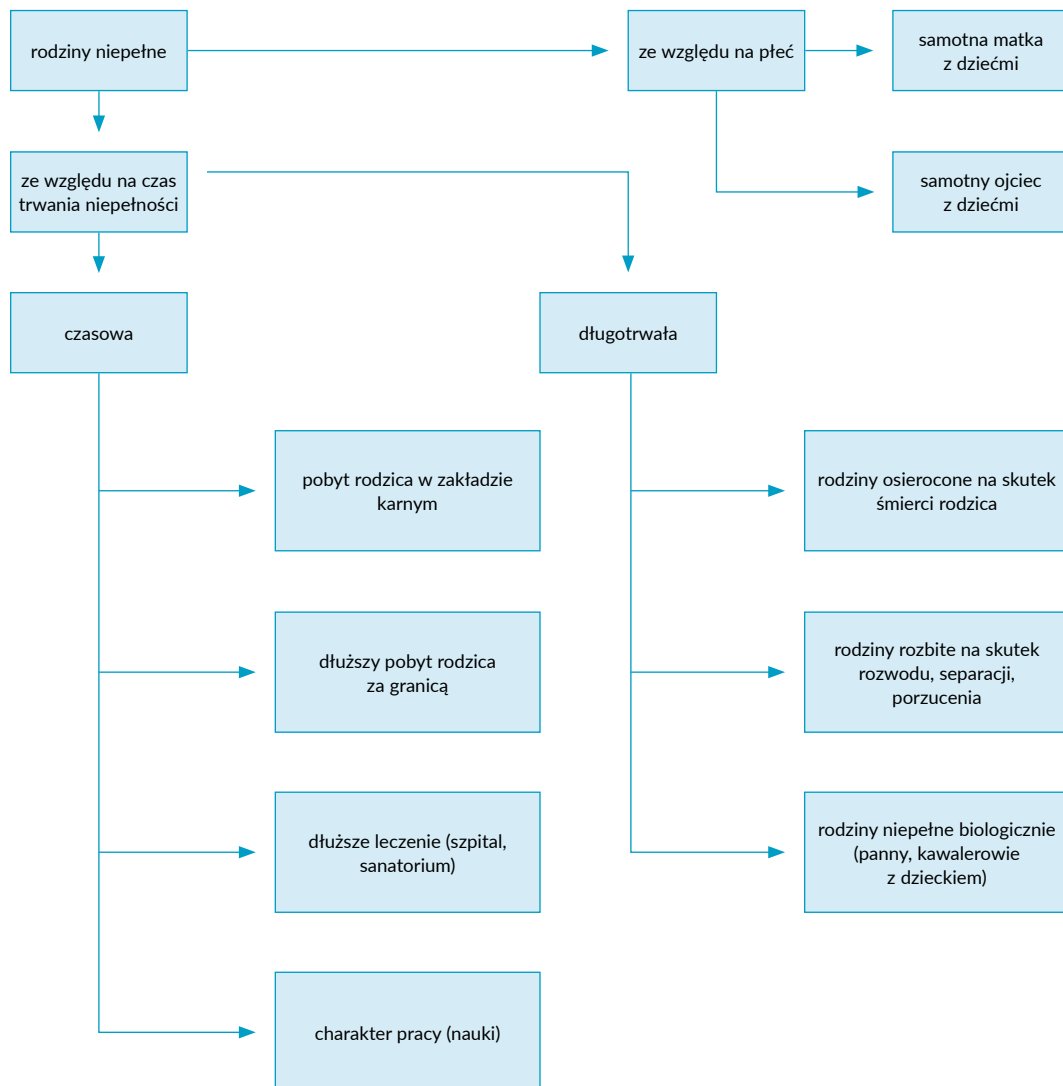 rodziny niepełne
ze względu na płeć
samotna matka
z dziećmi
ze względu na czas
trwania niepełności
samotny ojciec
z dziećmi
czasowa
długotrwała
pobyt rodzica w zakładzie
karnym
rodziny osierocone na skutek
śmierci rodzica
dłuższy pobyt rodzica
za granicą
rodziny rozbite na skutek
rozwodu, separacji,
porzucenia
dłuższe leczenie (szpital,
sanatorium)
rodziny niepełne biologicznie
(panny, kawalerowie
z dzieckiem)
charakter pracy (nauki)